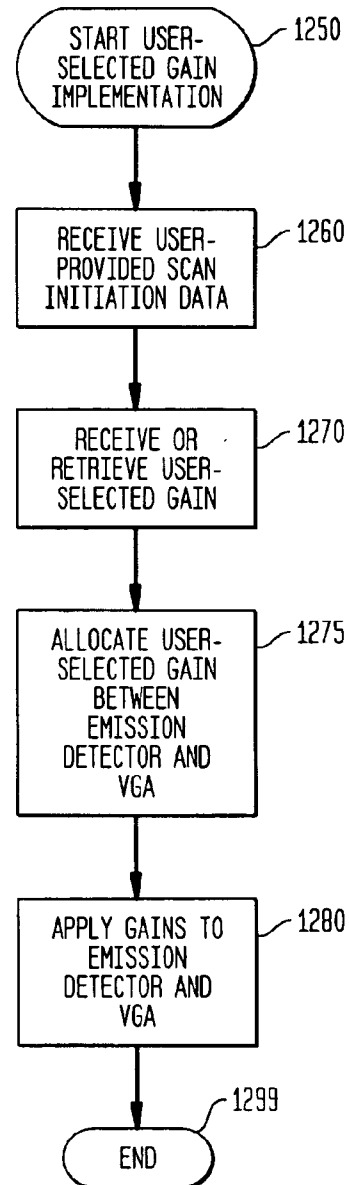 START USER-
SELECTED GAIN
IMPLEMENTATION
1250
RECEIVE USER-
PROVIDED SCAN
INITIATION DATA
1260
RECEIVE OR
RETRIEVE USER-
SELECTED GAIN
1270
ALLOCATE USER-
SELECTED GAIN
BETWEEN
EMISSION
DETECTOR AND
VGA
1275
APPLY GAINS TO
EMISSION
DETECTOR AND
VGA
1280
END
1299